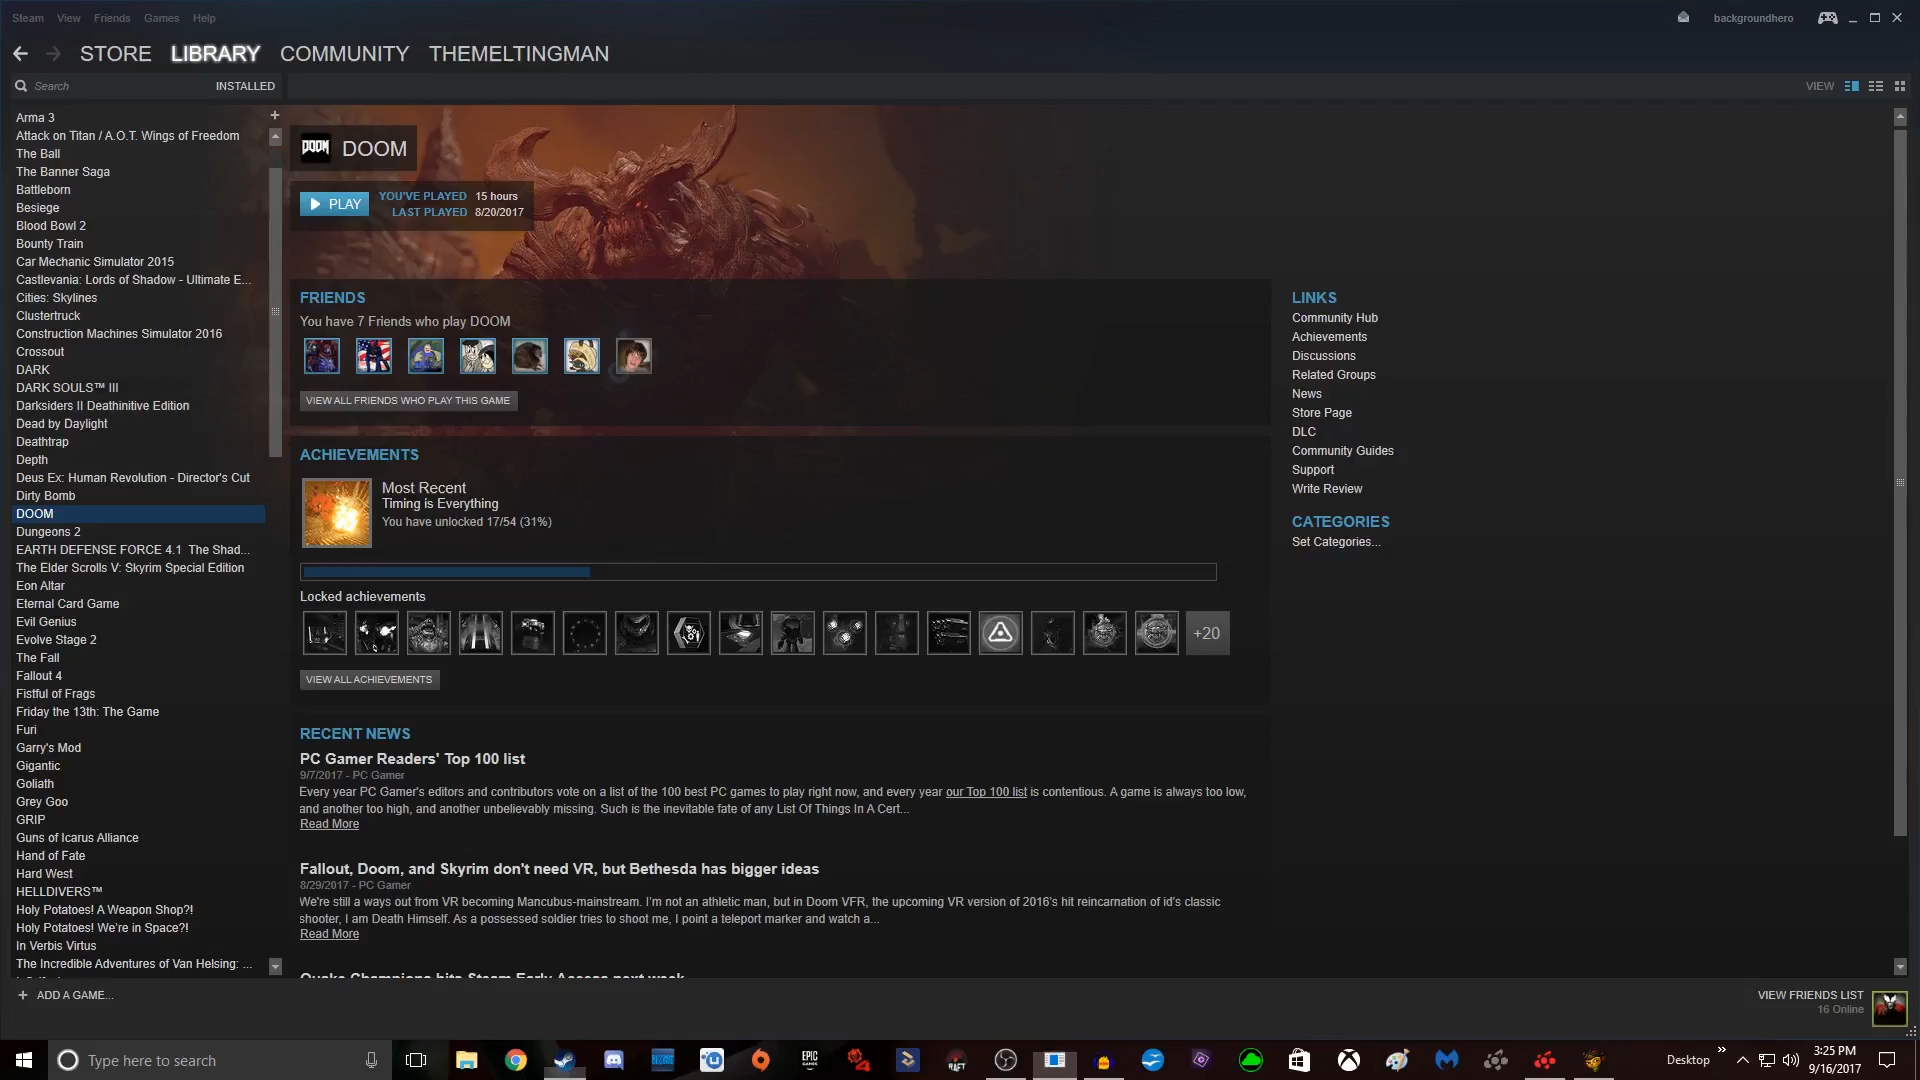 Steam View Friends Games Help
backgroundhero
STORE LIBRARY COMMUNITY THEMELTINGMAN
Search INSTALLED
VIEW
Arma 3
Attack on Titan / A.O.T. Wings of Freedom
The Ball
The Banner Saga
Battleborn
Besiege
Blood Bowl 2
Bounty Train
Car Mechanic Simulator 2015
Castlevania: Lords of Shadow - Ultimate E...
Cities: Skylines
Clustertruck
Construction Machines Simulator 2016
Crossout
DARK
DARK SOULS™ III
Darksiders II Deathinitive Edition
Dead by Daylight
Deathtrap
Depth
Deus Ex: Human Revolution - Director's Cut
Dirty Bomb
DOOM
Dungeons 2
EARTH DEFENSE FORCE 4.1 The Shad...
The Elder Scrolls V: Skyrim Special Edition
Eon Altar
Eternal Card Game
Evil Genius
Evolve Stage 2
The Fall
Fallout 4
Fistful of Frags
Friday the 13th: The Game
Furi
Garry's Mod
Gigantic
Goliath
Grey Goo
GRIP
Guns of Icarus Alliance
Hand of Fate
Hard West
HELLDIVERS™
Holy Potatoes! A Weapon Shop?!
Holy Potatoes! We're in Space?!
In Verbis Virtus
The Incredible Adventures of Van Helsing: ...
+ ADD A GAME...
DOOM DOOM
PLAY
YOU'VE PLAYED 15 hours
LAST PLAYED 8/20/2017
FRIENDS
You have 7 Friends who play DOOM
VIEW ALL FRIENDS WHO PLAY THIS GAME
ACHIEVEMENTS
Most Recent
Timing is Everything
You have unlocked 17/54 (31%)
Locked achievements
+20
VIEW ALL ACHIEVEMENTS
RECENT NEWS
PC Gamer Readers' Top 100 list
9/7/2017 - PC Gamer
Every year PC Gamer's editors and contributors vote on a list of the 100 best PC games to play right now, and every year our Top 100 list is contentious. A game is always too low,
and another too high, and another unbelievably missing. Such is the inevitable fate of any List Of Things In A Cert...
Read More
Fallout, Doom, and Skyrim don't need VR, but Bethesda has bigger ideas
8/29/2017 - PC Gamer
We're still a ways out from VR becoming Mancubus-mainstream. I'm not an athletic man, but in Doom VFR, the upcoming VR version of 2016's hit reincarnation of id's classic
shooter, I am Death Himself. As a possessed soldier tries to shoot me, I point a teleport marker and watch a...
Read More
Quake Champions hits Steam Early Access next week
LINKS
Community Hub
Achievements
Discussions
Related Groups
News
Store Page
DLC
Community Guides
Support
Write Review
CATEGORIES
Set Categories...
VIEW FRIENDS LIST
16 Online
Type here to search
EPIC GAMES
RAFT
Desktop
3:25 PM
9/16/2017